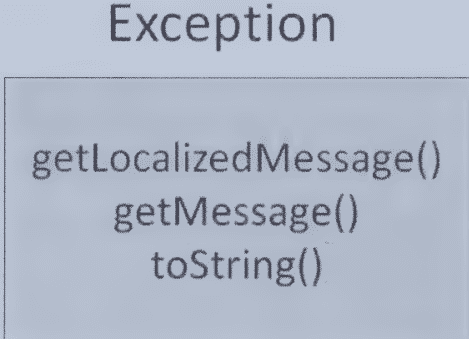 Exception
getLocalizedMessage()
getMessage()
toString()